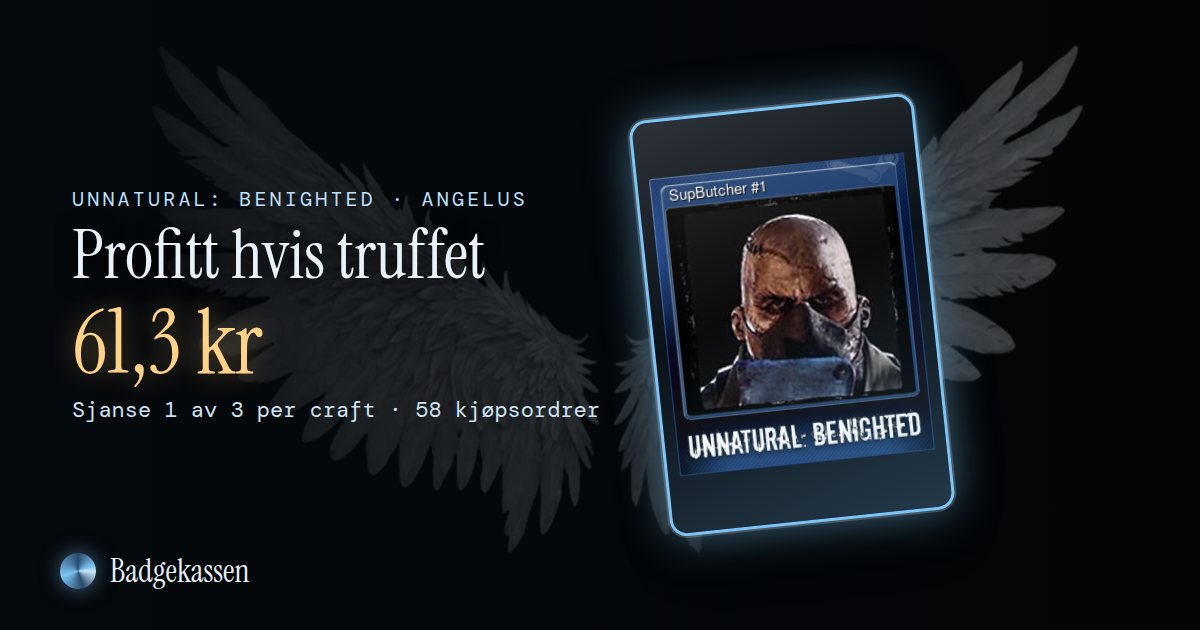 UNNATURAL: BENIGHTED · ANGELUS
Profitt hvis truffet
61,3 kr
Sjanse 1 av 3 per craft · 58 kjøpsordrer
SupButcher #1
UNNATURAL: BENIGHTED
Badgekassen